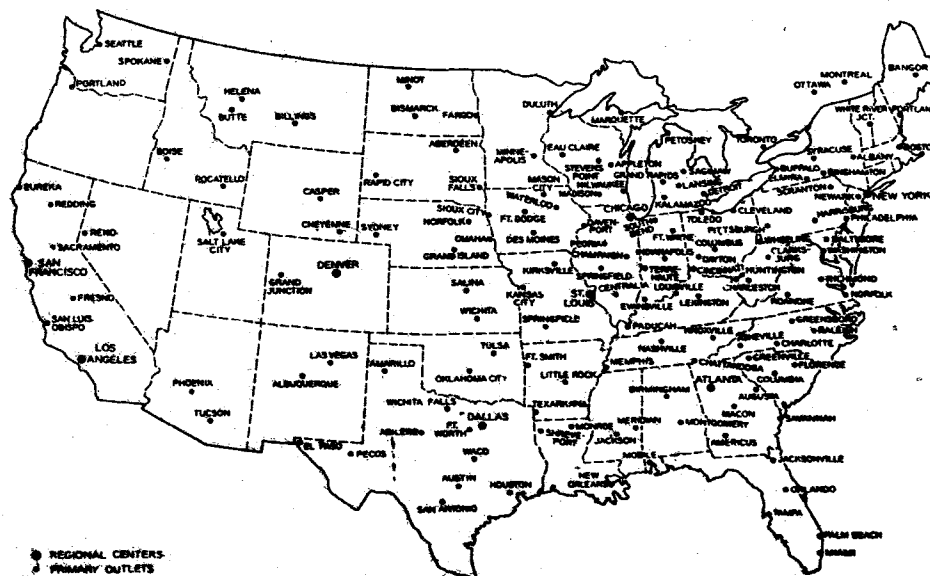 SEATTLE
SPOKANE
PORTLAND
HELENA
BUTTE
BILLINGS
BOISE
POCATELLO
EUREKA
REDDING
RENO
SACRAMENTO
SAN
FRANCISCO
FRESNO
SAN LUIS
OBISPO
LOS
ANGELES
SALT LAKE
CITY
CASPER
CHEYENNE
GRAND
JUNCTION
DENVER
PHOENIX
TUCSON
LAS VEGAS
ALBUQUERQUE
EL PASO
PECOS
MINOT
BISMARCK
FARGO
ABERDEEN
RAPID CITY
SIOUX
FALLS
SIOUX CITY
NORFOLK
SYDNEY
OMAHA
GRAND ISLAND
SALINA
WICHITA
KANSAS
CITY
TULSA
OKLAHOMA CITY
AMARILLO
WICHITA
FALLS
DALLAS
FT.
WORTH
ABILENE
WACO
AUSTIN
SAN ANTONIO
HOUSTON
DULUTH
MINNE-
APOLIS
MASON
CITY
WATERLOO
FT. DODGE
DES MOINES
DAVEN-
PORT
KIRKSVILLE
ST.
LOUIS
SPRINGFIELD
FT. SMITH
LITTLE ROCK
TEXARKANA
SHREVE-
PORT
MONROE
JACKSON
NEW
ORLEANS
MARQUETTE
EAU CLAIRE
STEVENS
POINT
APPLETON
MILWAUKEE
MADISON
CHICAGO
PEORIA
CHAMPAIGN
SPRINGFIELD
CENTRALIA
PETOSKEY
SAGINAW
GRAND RAPIDS
LANSING
DETROIT
KALAMAZOO
SOUTH
BEND
FT. WAYNE
TOLEDO
INDIANAPOLIS
TERRE
HAUTE
EVANSVILLE
COLUMBUS
DAYTON
CINCINNATI
CLEVELAND
LOUISVILLE
LEXINGTON
PADUCAH
NASHVILLE
MEMPHIS
KNOXVILLE
CHATTANOOGA
BIRMINGHAM
MONTGOMERY
MERIDIAN
MOBILE
ATLANTA
MACON
AUGUSTA
AMERICUS
SAVANNAH
JACKSONVILLE
ORLANDO
TAMPA
PALM BEACH
MIAMI
TORONTO
OTTAWA
MONTREAL
BANGOR
WHITE RIVER
JCT.
PORTLAND
BOSTON
SYRACUSE
ALBANY
BUFFALO
ELMIRA
BINGHAMTON
SCRANTON
NEWARK
NEW YORK
HARRISBURG
PHILADELPHIA
PITTSBURGH
CLARKS-
BURG
BALTIMORE
WASHINGTON
HUNTINGTON
CHARLESTON
RICHMOND
ROANOKE
NORFOLK
GREENSBORO
RALEIGH
ASHEVILLE
CHARLOTTE
GREENVILLE
FLORENCE
COLUMBIA
REGIONAL CENTERS
PRIMARY OUTLETS